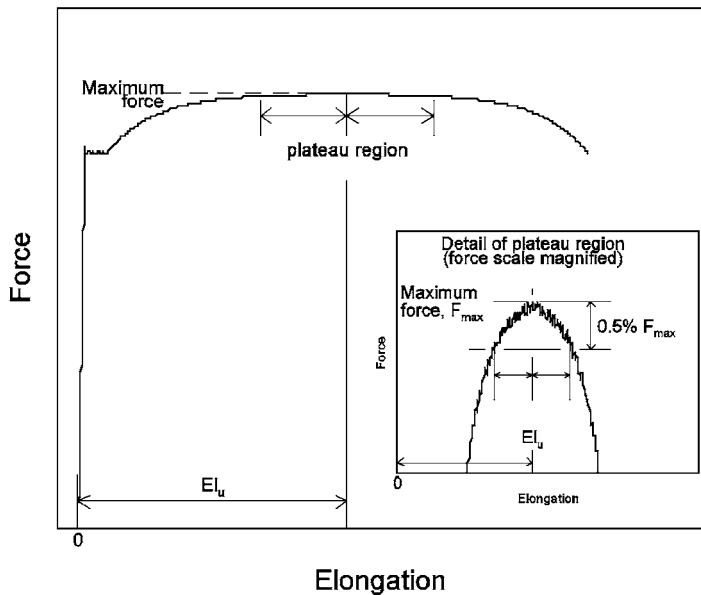 Maximum
force
plateau region
Force
Detail of plateau region
(force scale magnified)
Maximum
force, Fmax
0.5% Fmax
Force
Elu
0
Elongation
Elu
0
Elongation